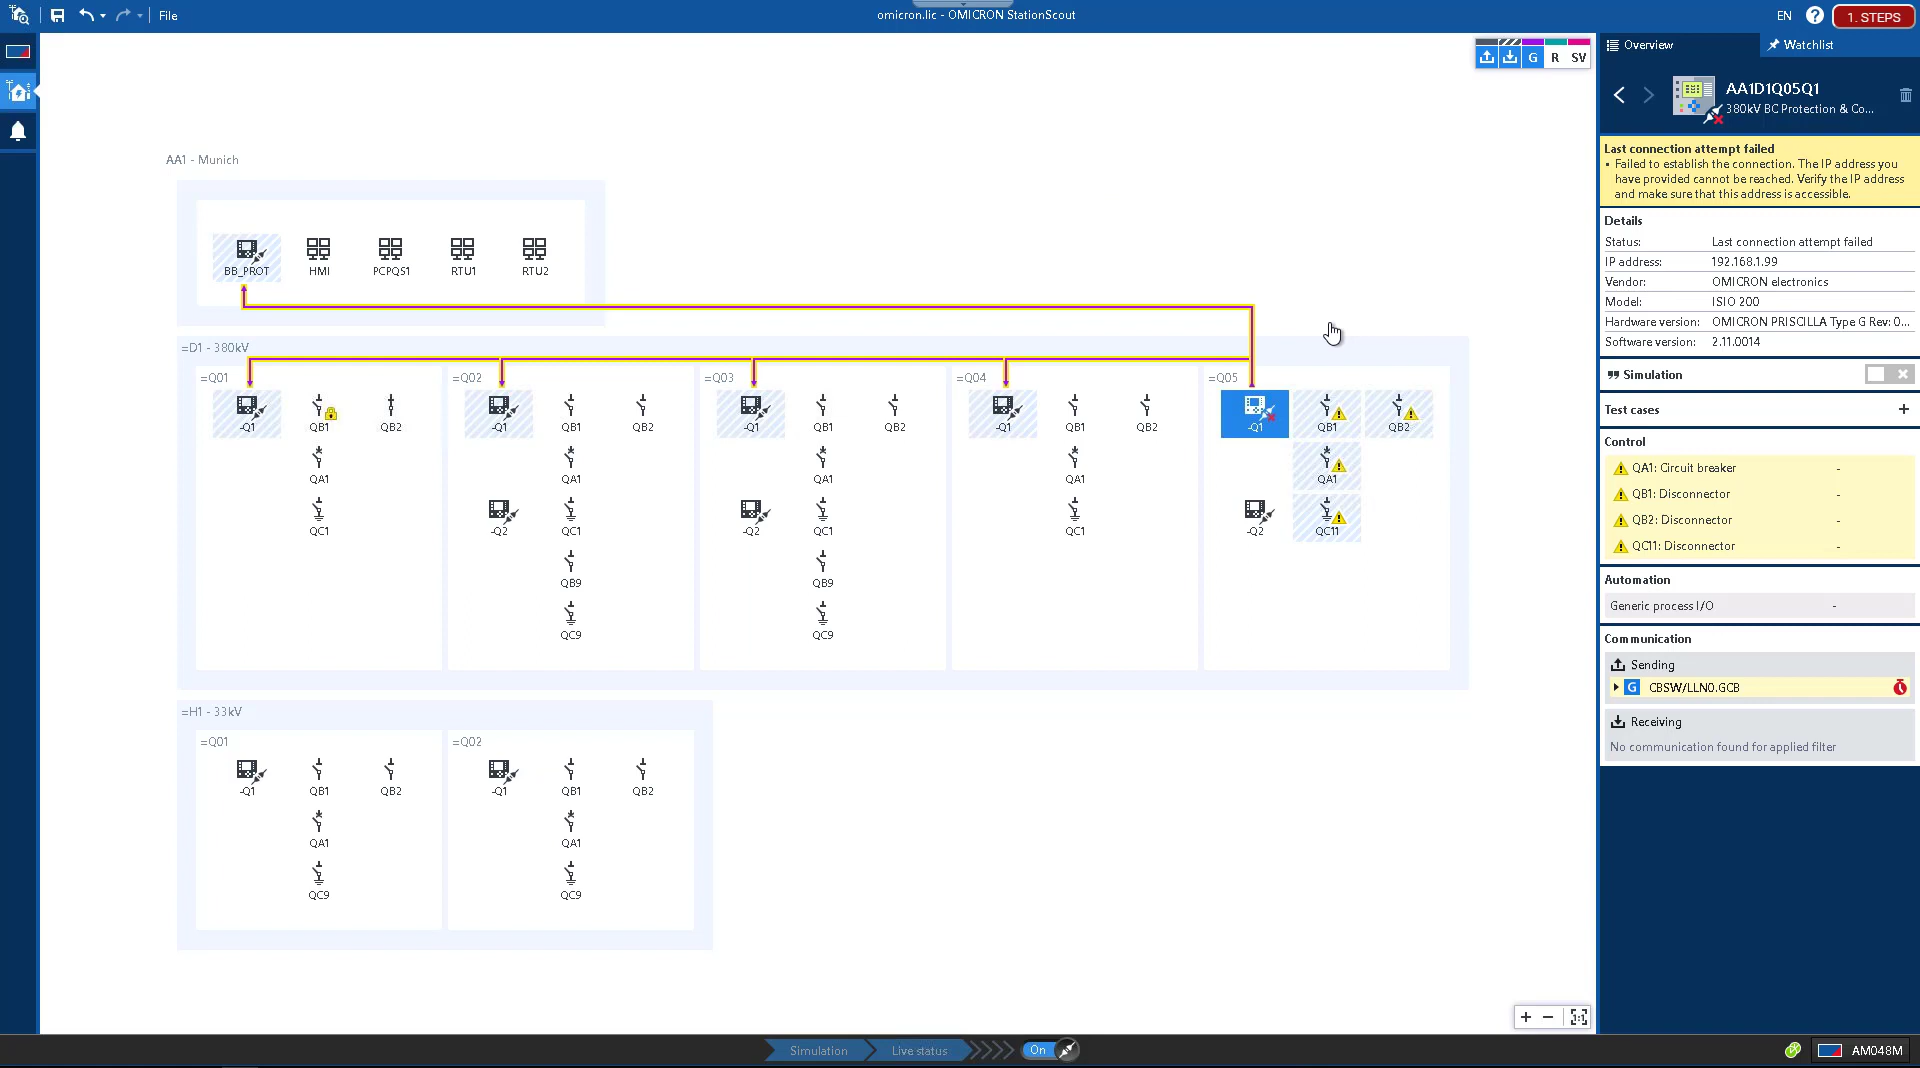 File
omicron.lic - OMICRON StationScout
EN
?
1. STEPS
G R SV
Overview
Watchlist
AA1D1Q05Q1
380kV BC Protection & Co...
Last connection attempt failed
• Failed to establish the connection. The IP address you
have provided cannot be reached. Verify the IP address
and make sure that this address is accessible.
Details
Status: Last connection attempt failed
IP address: 192.168.1.99
Vendor: OMICRON electronics
Model: ISIO 200
Hardware version: OMICRON PRISCILLA Type G Rev: 0...
Software version: 2.11.0014
Simulation
Test cases
Control
QA1: Circuit breaker -
QB1: Disconnector -
QB2: Disconnector -
QC11: Disconnector -
Automation
Generic process I/O -
Communication
Sending
G CBSW/LLN0.GCB
Receiving
No communication found for applied filter
AA1 - Munich
BB_PROT HMI PCPQS1 RTU1 RTU2
=D1 - 380kV
=Q01 =Q02 =Q03 =Q04 =Q05
-Q1 QB1 QB2 -Q1 QB1 QB2 -Q1 QB1 QB2 -Q1 QB1 QB2 -Q1 QB1 QB2
QA1 QA1 QA1 QA1 QA1
QC1 -Q2 QC1 -Q2 QC1 QC1 -Q2 QC11
QB9 QB9
QC9 QC9
=H1 - 33kV
=Q01 =Q02
-Q1 QB1 QB2 -Q1 QB1 QB2
QA1 QA1
QC9 QC9
1:1
Simulation Live status On
AM048M